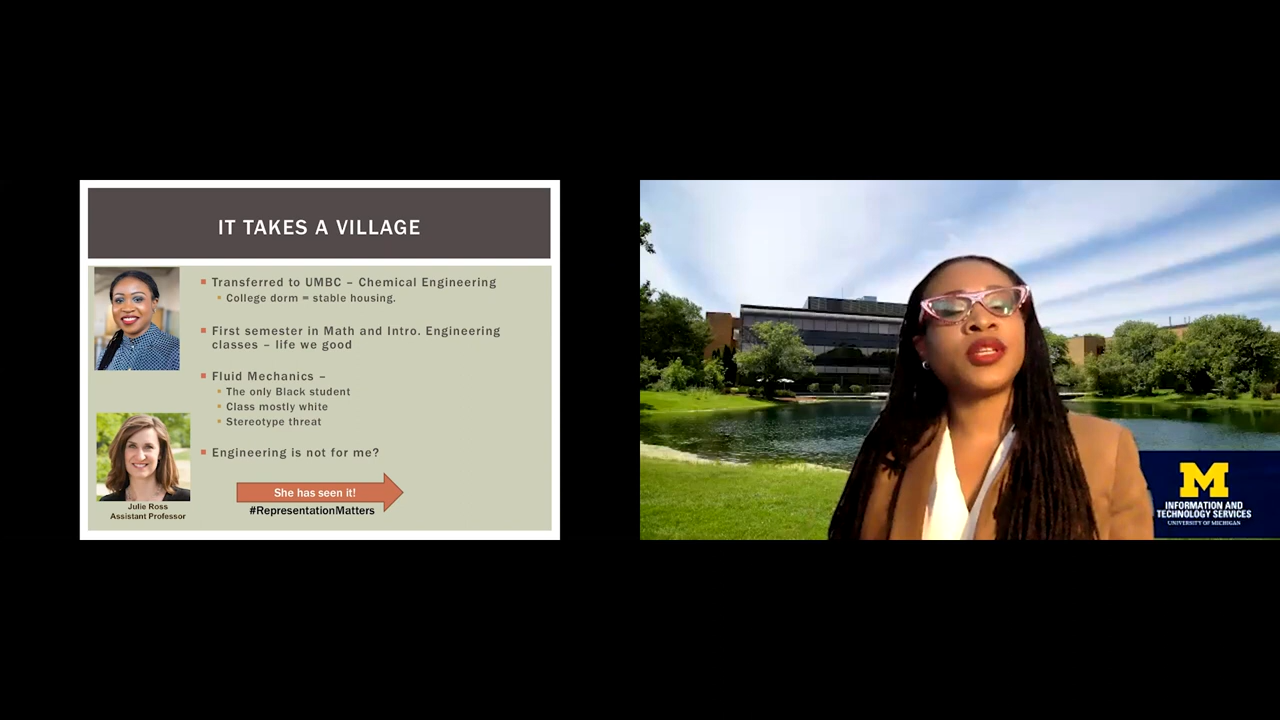 IT TAKES A VILLAGE
Transferred to UMBC – Chemical Engineering
College dorm = stable housing.
First semester in Math and Intro. Engineering
classes – life we good
Fluid Mechanics –
The only Black student
Class mostly white
Stereotype threat
Engineering is not for me?
She has seen it!
#RepresentationMatters
Julie Ross
Assistant Professor
M
INFORMATION AND
TECHNOLOGY SERVICES
UNIVERSITY OF MICHIGAN